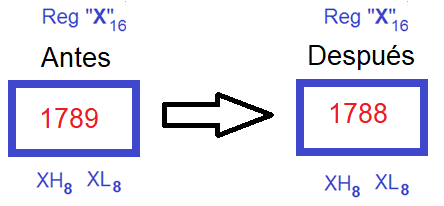 Reg "X"16
Antes
1789
XH8 XL8
Reg "X"16
Después
1788
XH8 XL8